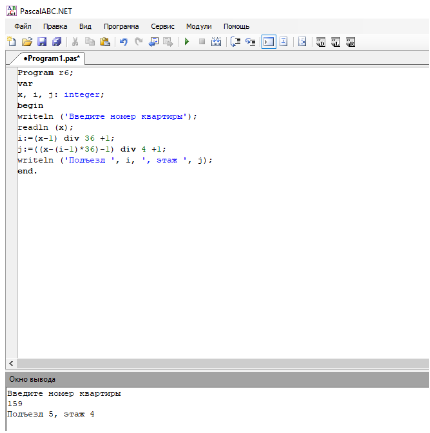 PascalABC.NET
Файл Правка Вид Программа Сервис Модули Помощь
•Program1.pas*
Program r6;
var
x, i, j: integer;
begin
writeln ('Введите номер квартиры');
readln (x);
i:=(x-1) div 36 +1;
j:=((x-(i-1)*36)-1) div 4 +1;
writeln ('Подъезд ', i, ', этаж ', j);
end.
Окно вывода
Введите номер квартиры
159
Подъезд 5, этаж 4